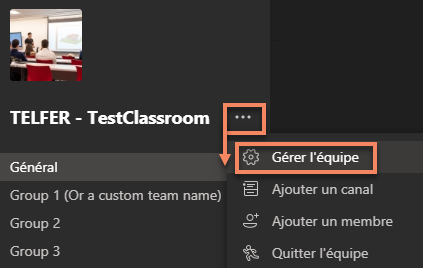 TELFER - TestClassroom ...
Général
Group 1 (Or a custom team name)
Group 2
Group 3
Gérer l'équipe
Ajouter un canal
Ajouter un membre
Quitter l'équipe